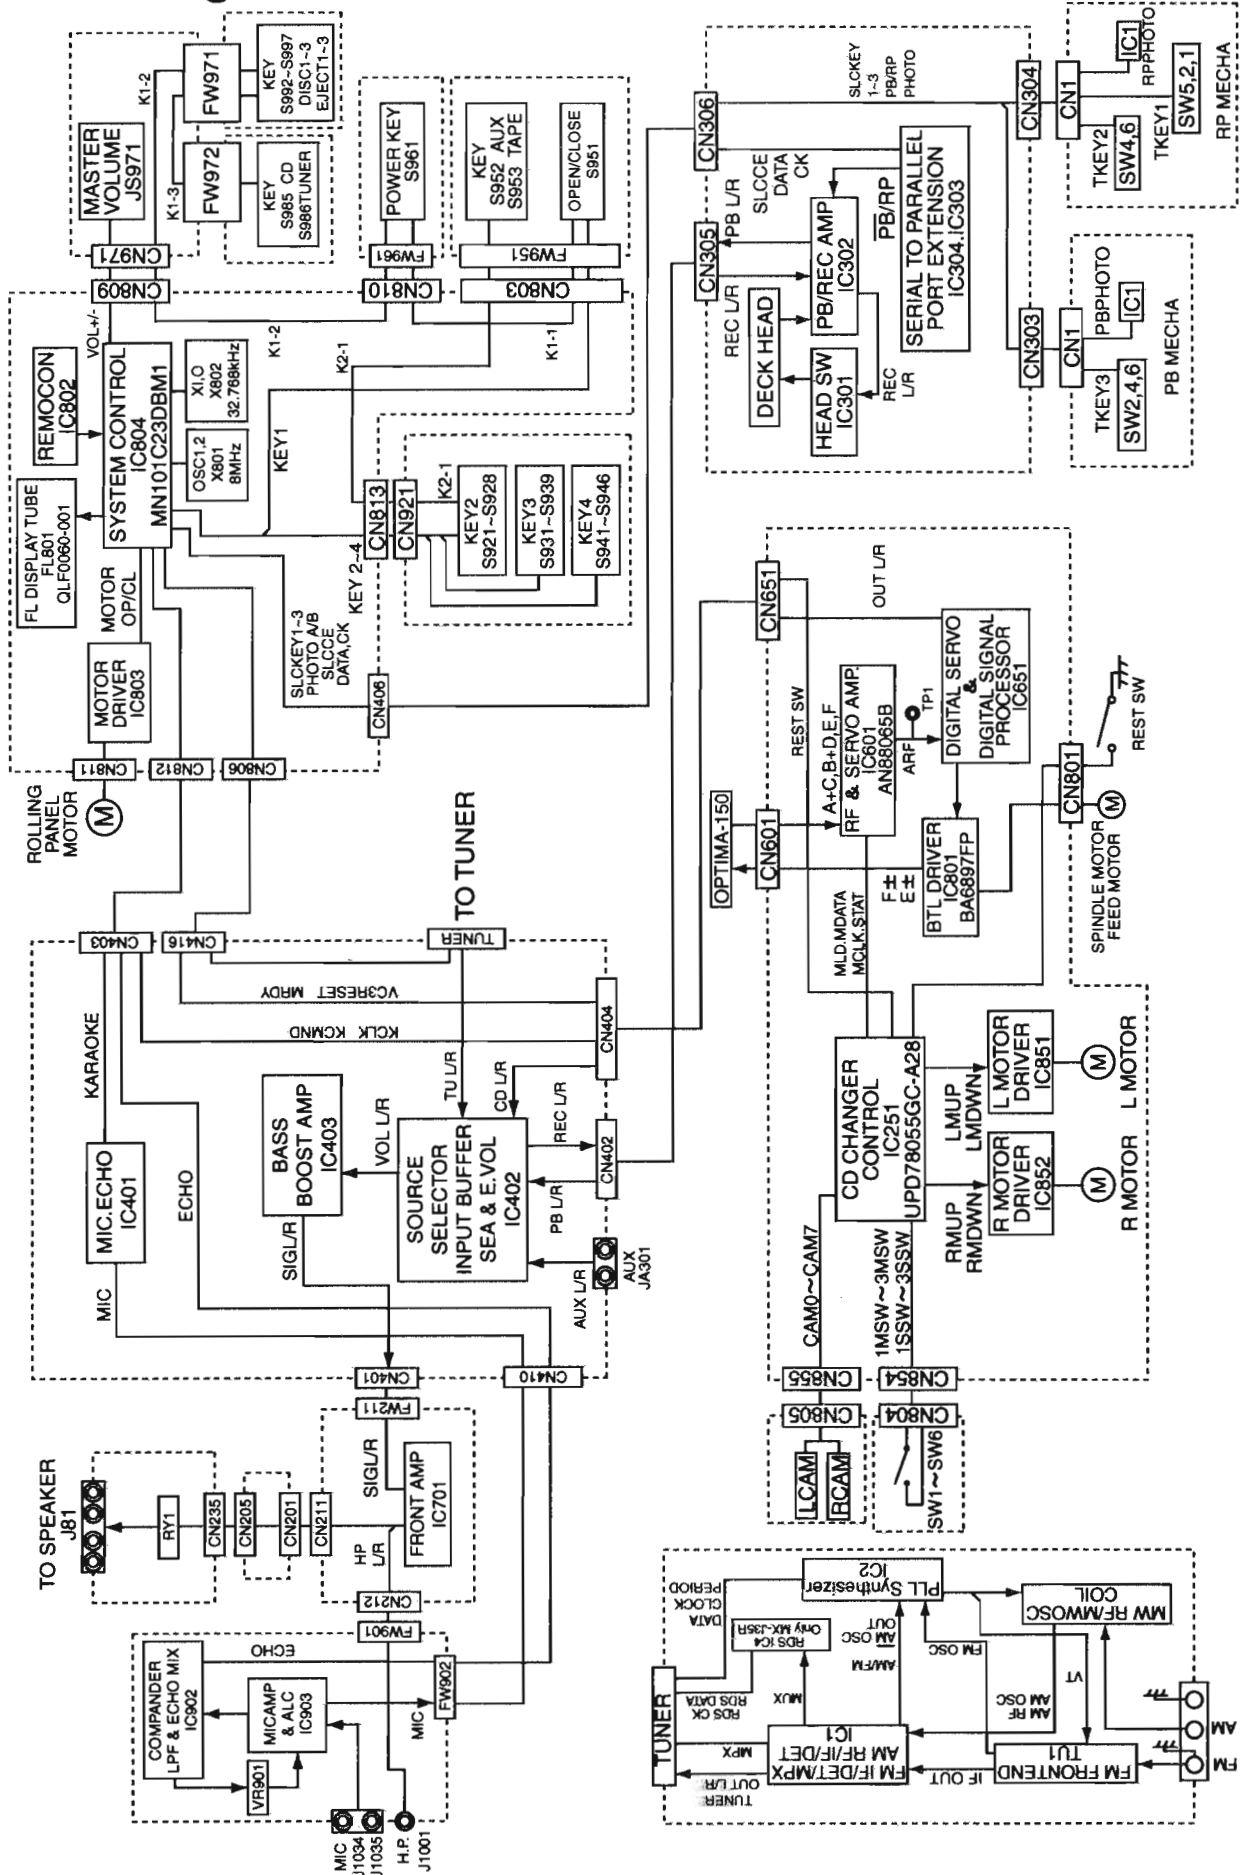 MASTER
VOLUME
JS971
K1-2
FW971
KEY
S992~S997
DISC1~3
EJECT1~3
K1-3
FW972
KEY
S985 CD
S986TUNER
CN971
POWER KEY
S961
FW961
KEY
S952 AUX
S953 TAPE
OPEN/CLOSE
S951
FW951
CN809
CN810
CN803
VOL+/-
K1-2
K2-1
K1-1
REMOCON
IC802
FL DISPLAY TUBE
FL801
QLF0060-001
SYSTEM CONTROL
IC804
MN101C23DBM1
XI,O
X802
32.768kHz
OSC1,2
X801
8MHz
KEY1
MOTOR
OP/CL
MOTOR
DRIVER
IC803
CN811
CN812
CN806
ROLLING
PANEL
MOTOR
M
SLCKEY1~3
PHOTO A/B
SLCCE
DATA,CK
CN406
KEY 2~4
CN813
CN921
K2-1
KEY2
S921~S928
KEY3
S931~S939
KEY4
S941~S946
CN306
SLCKEY
1~3
PB/RP
PHOTO
CN304
CN1
IC1
RPPHOTO
TKEY2
SW4,6
TKEY1
SW5,2,1
RP MECHA
CN305
PB L/R
SLCCE
DATA
CK
REC L/R
DECK HEAD
PB/REC AMP
IC302
PB/RP
HEAD SW
IC301
REC
L/R
SERIAL TO PARALLEL
PORT EXTENSION
IC304.IC303
CN303
CN1
PBPHOTO
IC1
TKEY3
SW2,4,6
PB MECHA
CN403
CN416
TO TUNER
TUNER
KARAOKE
VC3RESET MRDY
KCLK KCMND
CN404
MIC.ECHO
IC401
ECHO
MIC
BASS
BOOST AMP
IC403
VOL L/R
SIGL/R
TU L/R
CD L/R
SOURCE
SELECTOR
INPUT BUFFER
SEA & E.VOL
IC402
REC L/R
PB L/R
CN402
AUX L/R
AUX
JA301
CN401
CN410
CN651
OUT L/R
REST SW
OPTIMA-150
CN601
A+C,B+D,E,F
RF & SERVO AMP.
IC601
AN88065B
ARF
TP1
DIGITAL SERVO
&
DIGITAL SIGNAL
PROCESSOR
IC651
F±
E±
BTL DRIVER
IC801
BA6897FP
CN801
REST SW
M
SPINDLE MOTOR
FEED MOTOR
MLD.MDATA
MCLK.STAT
CD CHANGER
CONTROL
IC251
UPD78055GC-A28
LMUP
LMDWN
L MOTOR
DRIVER
IC851
M
L MOTOR
RMUP
RMDWN
R MOTOR
DRIVER
IC852
M
R MOTOR
CAM0~CAM7
1MSW~3MSW
1SSW~3SSW
CN855
CN854
CN805
CN804
LCAM
RCAM
SW1~SW6
TO SPEAKER
J81
RY1
CN235
CN205
CN201
CN211
FW211
SIGL/R
FRONT AMP
IC701
HP
L/R
CN212
FW901
ECHO
COMPANDER
LPF & ECHO MIX
IC902
MICAMP
& ALC
IC903
VR901
MIC
FW902
MIC
J1034
J1035
H.P.
J1001
TUNER
DATA
CLOCK
PERIOD
RDS IC4
Only MX-J35R
RDS DATA
RDS CK
MUX
MPX
TUNER
OUT L/R
PLL Synthesizer
IC2
AM/FM
AM OSC
OUT
FM OSC
FM IF/DET/MPX
AM RF/IF/DET
IC1
MW RF/MWOSC
COIL
VT
AM RF
AM OSC
IF OUT
FM FRONTEND
TU1
FM
AM